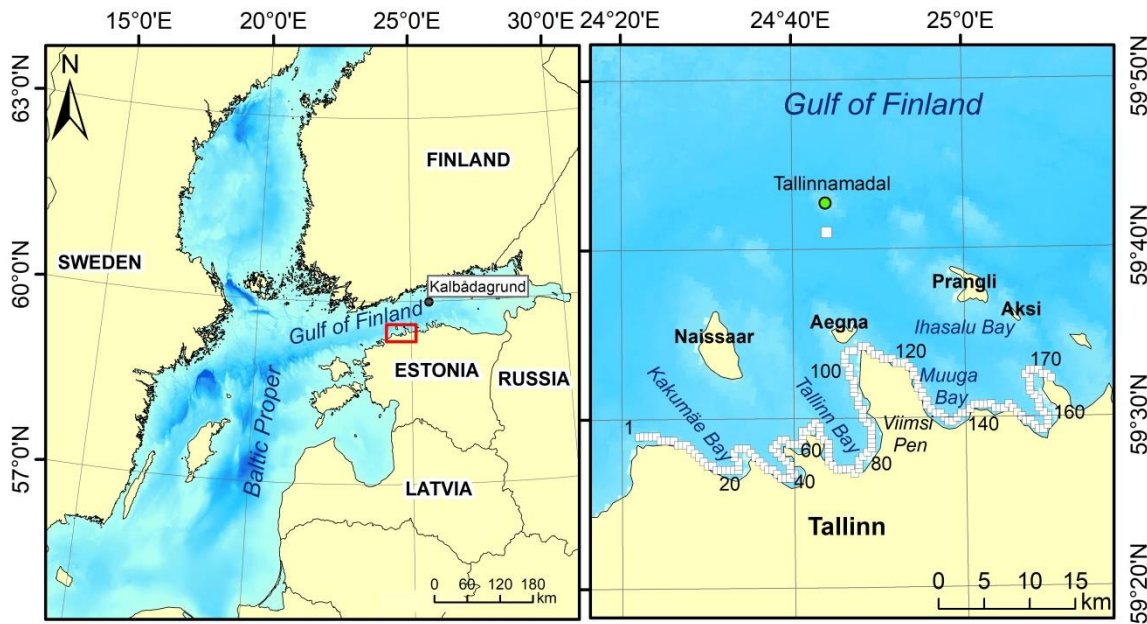 15°0'E 20°0'E 25°0'E 30°0'E
63°0'N
60°0'N
57°0'N
N
FINLAND
SWEDEN
Kalbådagrund
Gulf of Finland
ESTONIA
RUSSIA
Baltic Proper
LATVIA
0 60 120 180
km
24°20'E 24°40'E 25°0'E
59°50'N
59°40'N
59°30'N
59°20'N
Gulf of Finland
Tallinnamadal
Prangli
Aksi
Aegna
Naissaar
Ihasalu Bay
120
170
100
Muuga
Bay
Kakumäe Bay
Tallinn Bay
160
1
Viimsi
Pen
140
60
80
20
40
Tallinn
0 5 10 15
km